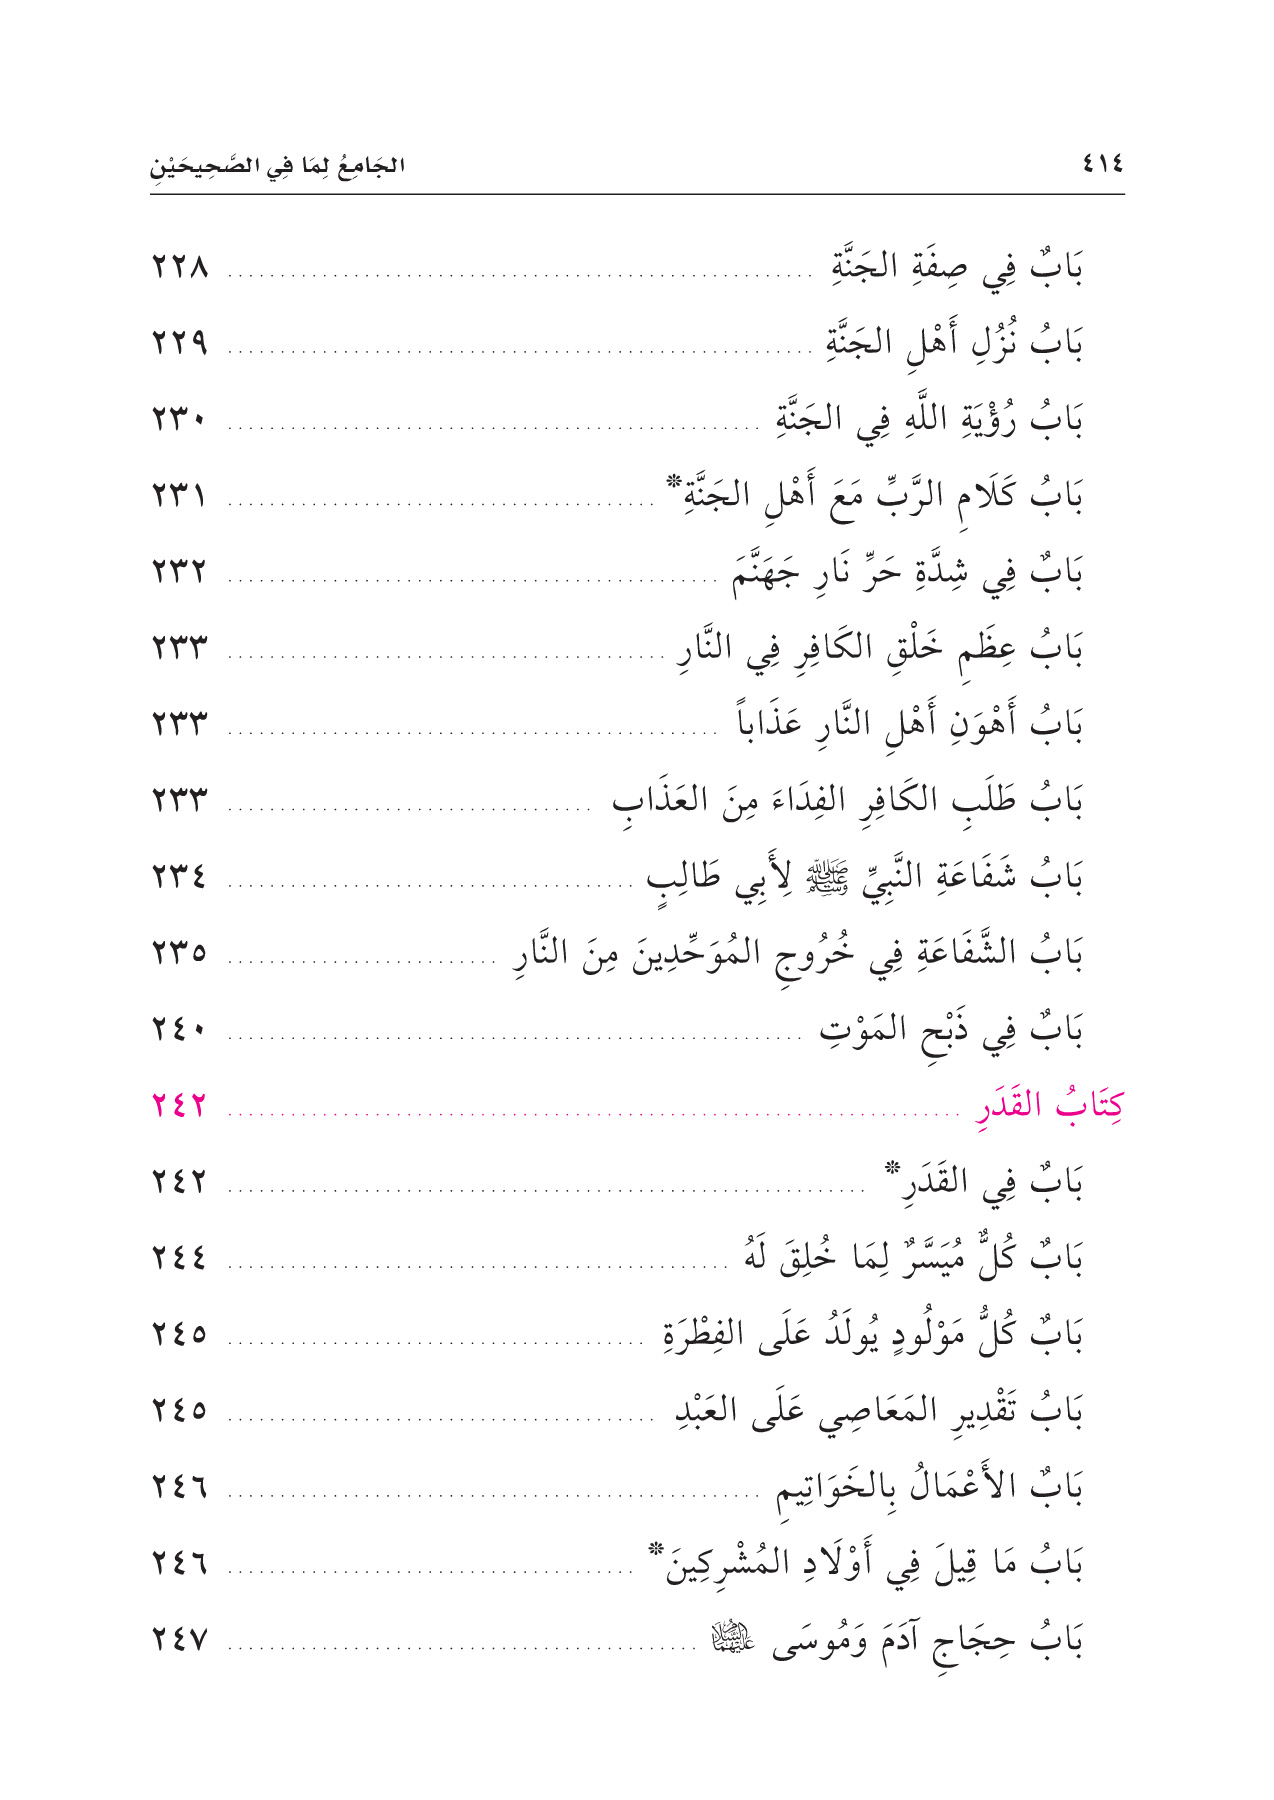 ٤١٤ الجَامِعُ لِمَا فِي الصَّحِيحَيْنِ
بَابٌ فِي صِفَةِ الجَنَّةِ ........ ٢٢٨
بَابُ نُزُلِ أَهْلِ الجَنَّةِ ........ ٢٢٩
بَابُ رُؤْيَةِ اللَّهِ فِي الجَنَّةِ ........ ٢٣٠
بَابُ كَلَامِ الرَّبِّ مَعَ أَهْلِ الجَنَّةِ* ........ ٢٣١
بَابٌ فِي شِدَّةِ حَرِّ نَارِ جَهَنَّمَ ........ ٢٣٢
بَابُ عِظَمِ خَلْقِ الكَافِرِ فِي النَّارِ ........ ٢٣٣
بَابُ أَهْوَنِ أَهْلِ النَّارِ عَذَاباً ........ ٢٣٣
بَابُ طَلَبِ الكَافِرِ الفِدَاءَ مِنَ العَذَابِ ........ ٢٣٣
بَابُ شَفَاعَةِ النَّبِيِّ ﷺ لِأَبِي طَالِبٍ ........ ٢٣٤
بَابُ الشَّفَاعَةِ فِي خُرُوجِ المُوَحِّدِينَ مِنَ النَّارِ ........ ٢٣٥
بَابٌ فِي ذَبْحِ المَوْتِ ........ ٢٤٠
كِتَابُ القَدَرِ ........ ٢٤٢
بَابٌ فِي القَدَرِ* ........ ٢٤٢
بَابٌ كُلٌّ مُيَسَّرٌ لِمَا خُلِقَ لَهُ ........ ٢٤٤
بَابٌ كُلُّ مَوْلُودٍ يُولَدُ عَلَى الفِطْرَةِ ........ ٢٤٥
بَابُ تَقْدِيرِ المَعَاصِي عَلَى العَبْدِ ........ ٢٤٥
بَابٌ الأَعْمَالُ بِالخَوَاتِيمِ ........ ٢٤٦
بَابُ مَا قِيلَ فِي أَوْلَادِ المُشْرِكِينَ* ........ ٢٤٦
بَابُ حِجَاجِ آدَمَ وَمُوسَى عَلَيْهِمَا السَّلَامُ ........ ٢٤٧